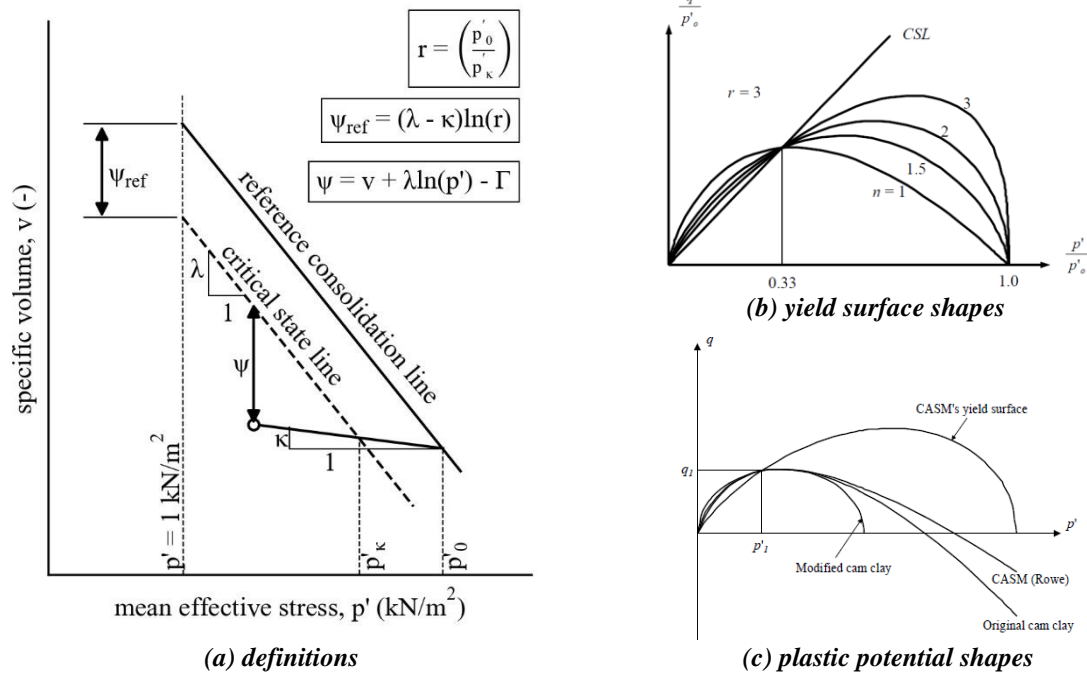 r = (p'0 / p'κ)
ψref = (λ - κ)ln(r)
ψ = v + λln(p') - Γ
ψref
reference consolidation line
critical state line
λ
1
ψ
κ
1
p' = 1 kN/m²
p'κ
p'0
specific volume, v (-)
mean effective stress, p' (kN/m²)
(a) definitions
p'o
CSL
r = 3
3
2
1.5
n = 1
p'
p'o
0.33
1.0
(b) yield surface shapes
q
CASM's yield surface
q1
p'
p'1
Modified cam clay
CASM (Rowe)
Original cam clay
(c) plastic potential shapes